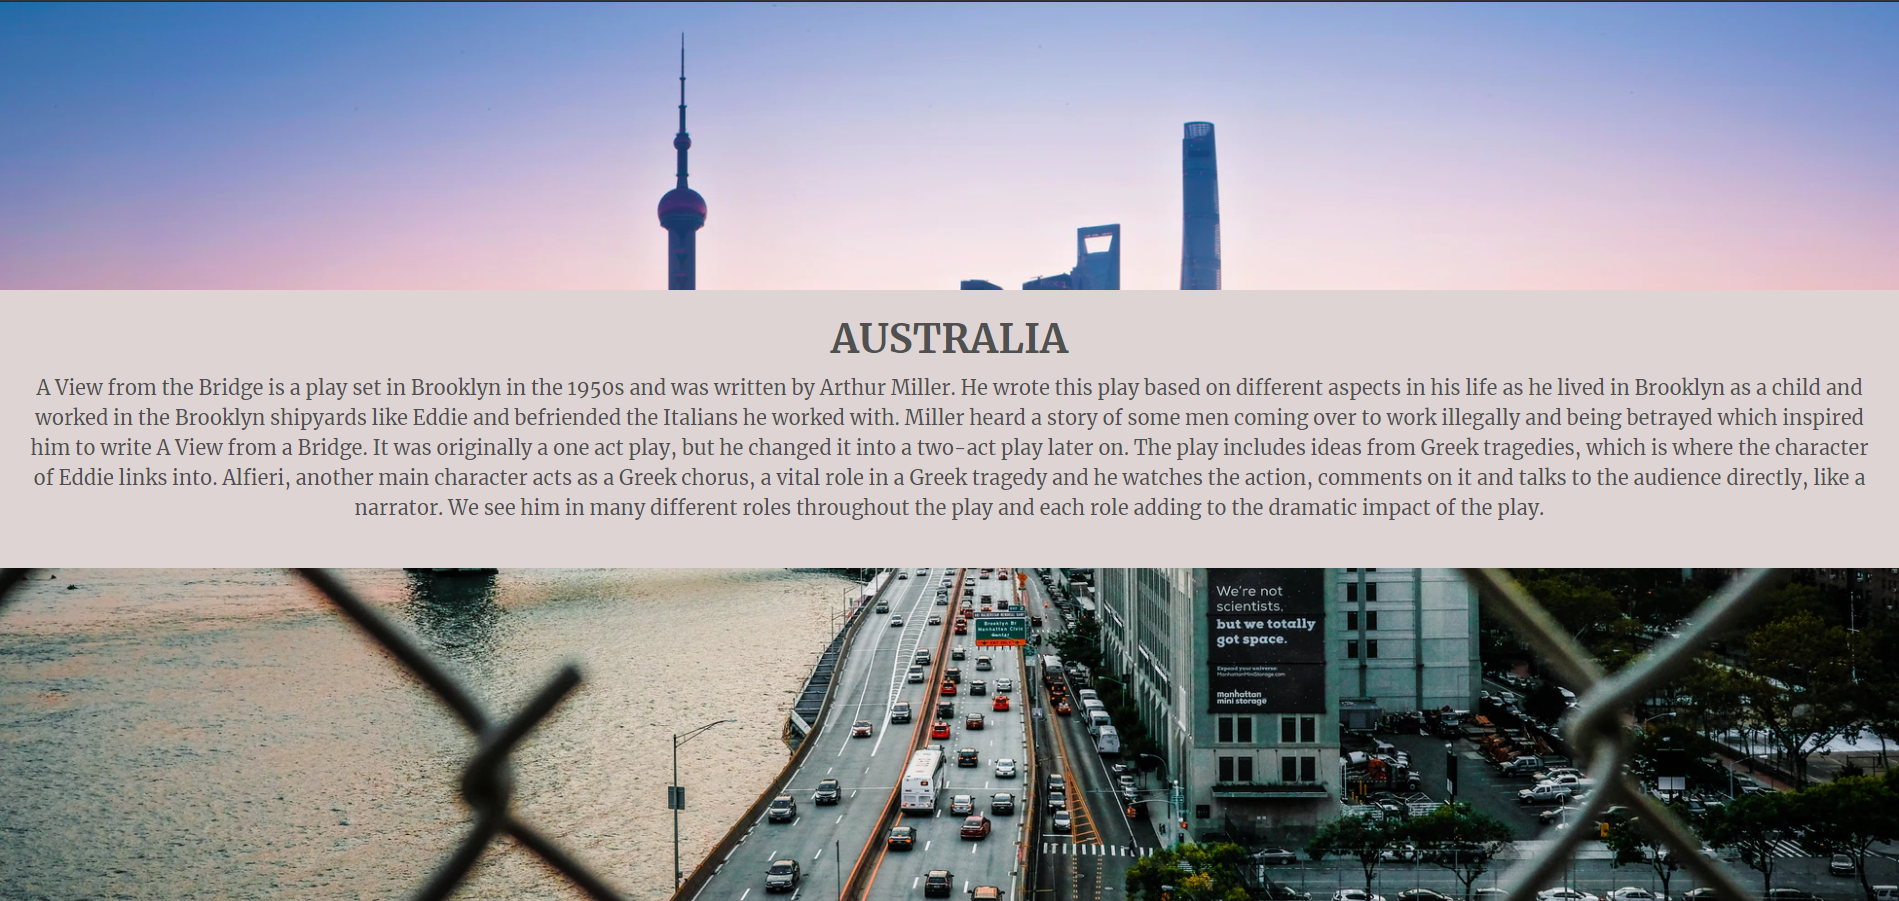 AUSTRALIA
A View from the Bridge is a play set in Brooklyn in the 1950s and was written by Arthur Miller. He wrote this play based on different aspects in his life as he lived in Brooklyn as a child and
worked in the Brooklyn shipyards like Eddie and befriended the Italians he worked with. Miller heard a story of some men coming over to work illegally and being betrayed which inspired
him to write A View from a Bridge. It was originally a one act play, but he changed it into a two-act play later on. The play includes ideas from Greek tragedies, which is where the character
of Eddie links into. Alfieri, another main character acts as a Greek chorus, a vital role in a Greek tragedy and he watches the action, comments on it and talks to the audience directly, like a
narrator. We see him in many different roles throughout the play and each role adding to the dramatic impact of the play.
We're not
scientists,
but we totally
got space.
Brooklyn Br
Manhattan Civic
Center
Expand your universe
ManhattanMiniStorage.com
manhattan
mini storage